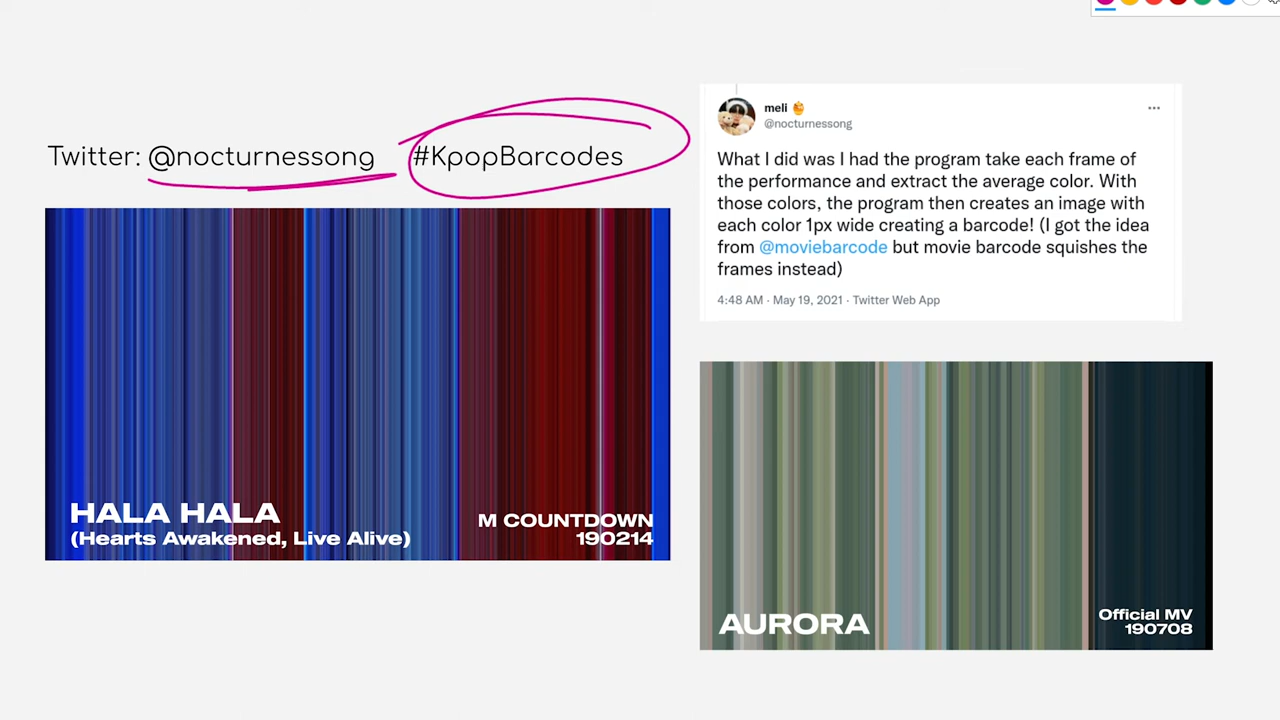 Twitter: @nocturnessong #KpopBarcodes
HALA HALA
(Hearts Awakened, Live Alive)
M COUNTDOWN
190214
meli
@nocturnessong
What I did was I had the program take each frame of
the performance and extract the average color. With
those colors, the program then creates an image with
each color 1px wide creating a barcode! (I got the idea
from @moviebarcode but movie barcode squishes the
frames instead)
4:48 AM · May 19, 2021 · Twitter Web App
AURORA
Official MV
190708